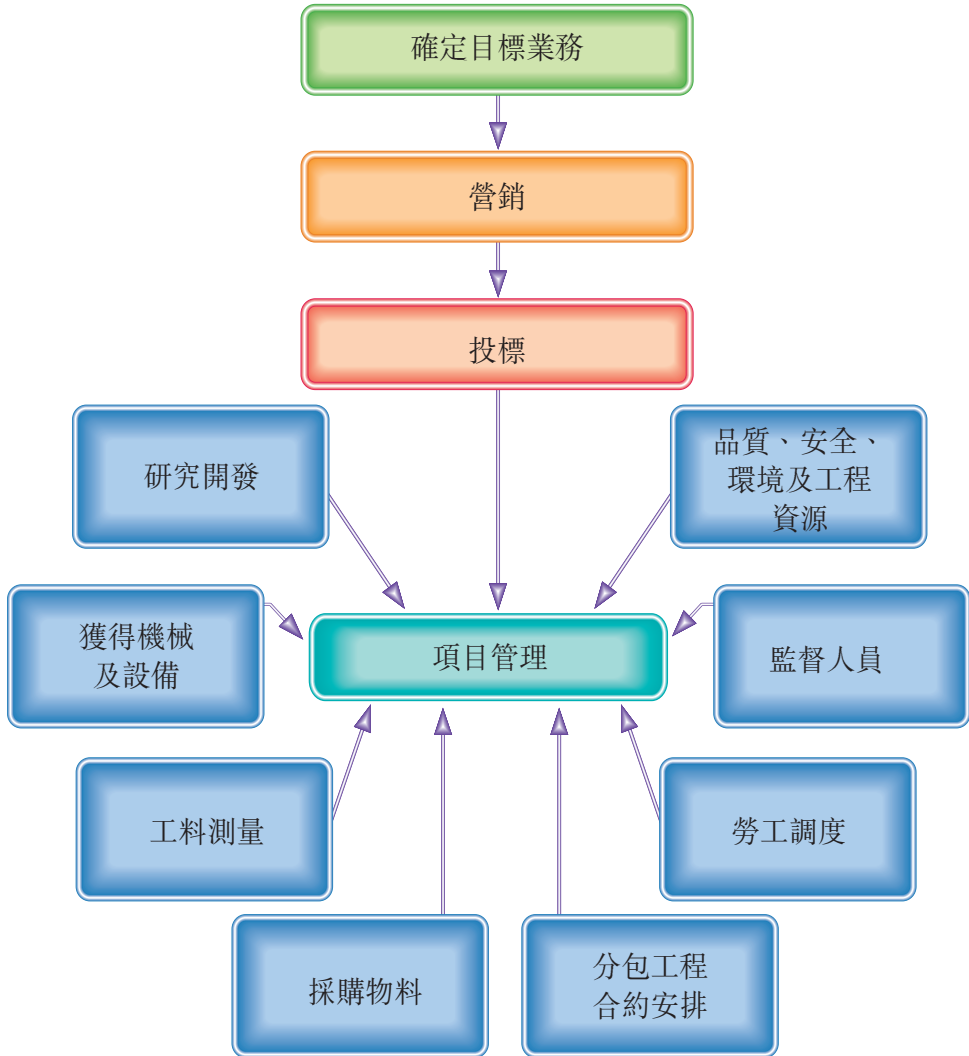 確定目標業務
營銷
投標
研究開發
品質、安全、
環境及工程
資源
獲得機械
及設備
項目管理
監督人員
工料測量
勞工調度
採購物料
分包工程
合約安排